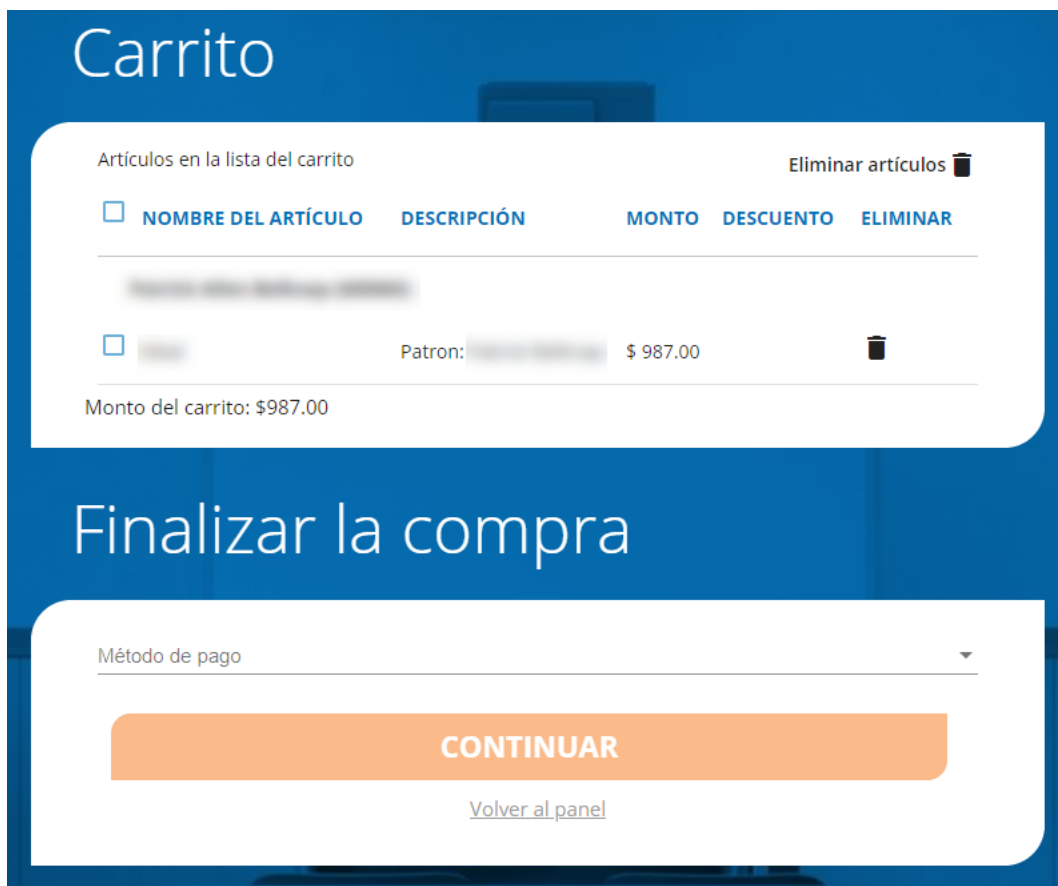 Carrito
Artículos en la lista del carrito
Eliminar artículos
NOMBRE DEL ARTÍCULO DESCRIPCIÓN MONTO DESCUENTO ELIMINAR
Patron: $ 987.00
Monto del carrito: $987.00
Finalizar la compra
Método de pago
CONTINUAR
Volver al panel